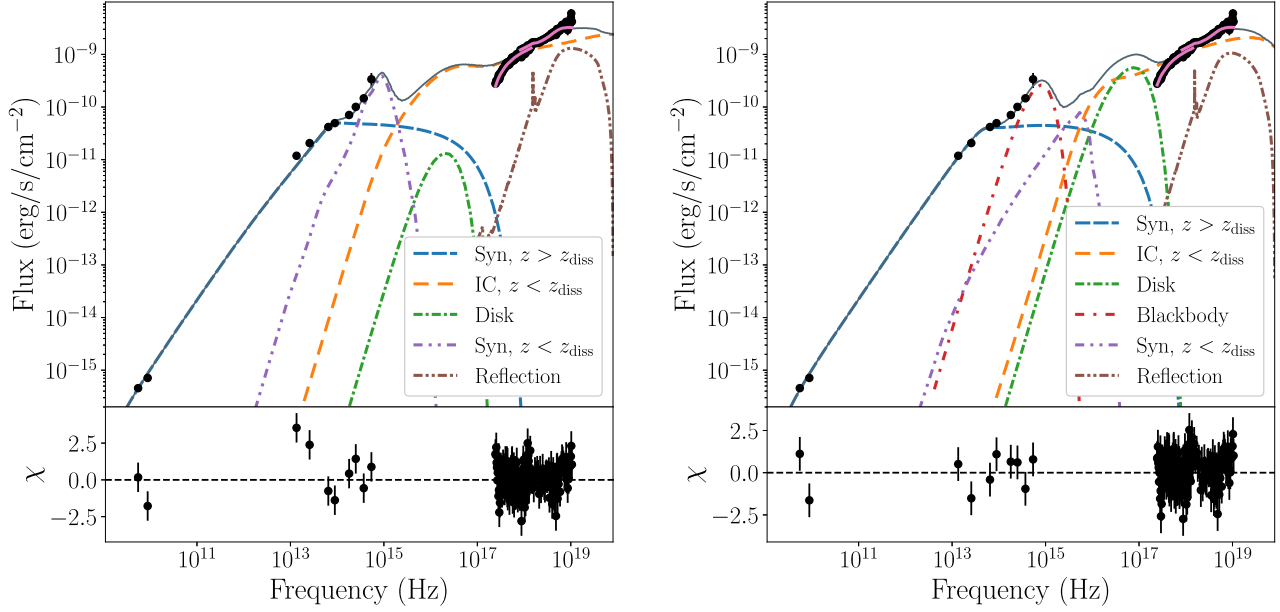 Flux (erg/s/cm⁻²)
10⁻⁹
10⁻¹⁰
10⁻¹¹
10⁻¹²
10⁻¹³
10⁻¹⁴
10⁻¹⁵
Syn, z > z_diss
IC, z < z_diss
Disk
Syn, z < z_diss
Reflection
χ
2.5
0.0
−2.5
10¹¹
10¹³
10¹⁵
10¹⁷
10¹⁹
Frequency (Hz)
Flux (erg/s/cm⁻²)
10⁻⁹
10⁻¹⁰
10⁻¹¹
10⁻¹²
10⁻¹³
10⁻¹⁴
10⁻¹⁵
Syn, z > z_diss
IC, z < z_diss
Disk
Blackbody
Syn, z < z_diss
Reflection
χ
2.5
0.0
−2.5
10¹¹
10¹³
10¹⁵
10¹⁷
10¹⁹
Frequency (Hz)